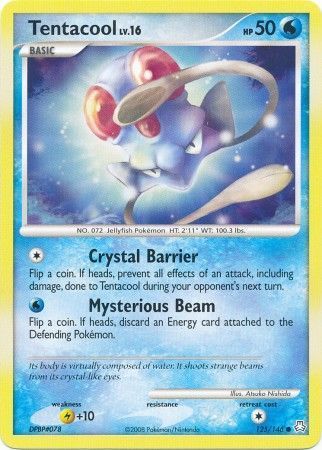 Tentacool LV.16 HP 50
BASIC
NO. 072 Jellyfish Pokémon HT: 2'11" WT: 100.3 lbs.
Crystal Barrier
Flip a coin. If heads, prevent all effects of an attack, including
damage, done to Tentacool during your opponent's next turn.
Mysterious Beam
Flip a coin. If heads, discard an Energy card attached to the
Defending Pokémon.
Its body is virtually composed of water. It shoots strange beams
from its crystal-like eyes.
Illus. Atsuko Nishida
weakness resistance retreat cost
+10
DPBP#078 ©2008 Pokémon/Nintendo 125/146